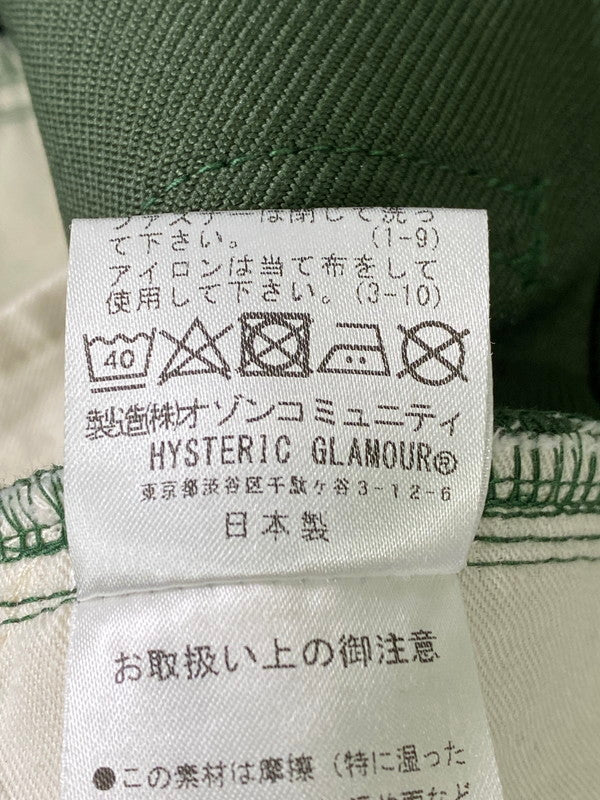 ファスナーは閉じて洗っ
て下さい。 (1-9)
アイロンは当て布をして
使用して下さい。(3-10)
40
製造(株)オゾンコミュニティ
HYSTERIC GLAMOUR®
東京都渋谷区千駄ヶ谷3-12-6
日本製
お取扱い上の御注意
●この素材は摩擦(特に湿った